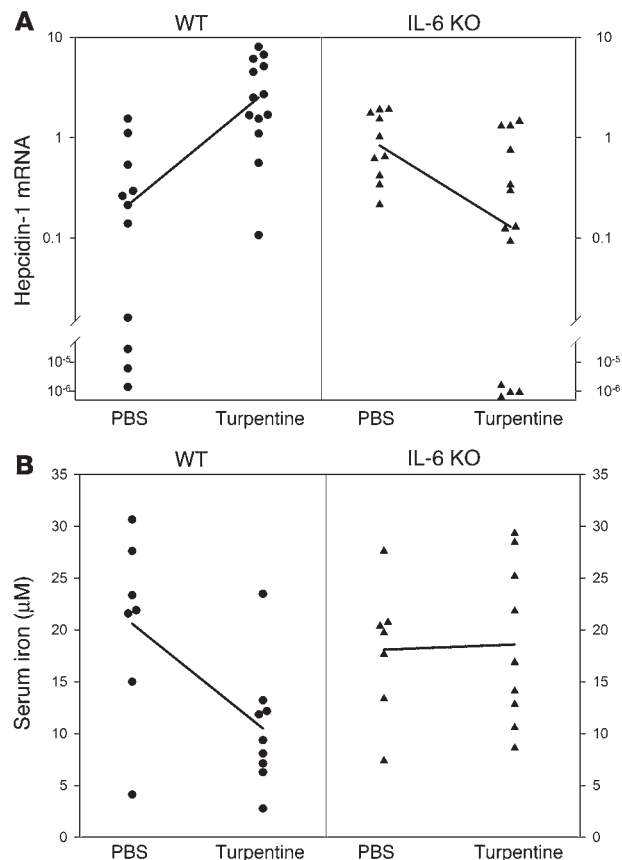 A
WT
IL-6 KO
Hepcidin-1 mRNA
10
1
0.1
10⁻⁵
10⁻⁶
10
1
0.1
10⁻⁵
10⁻⁶
PBS
Turpentine
PBS
Turpentine
B
WT
IL-6 KO
Serum iron (μM)
35
30
25
20
15
10
5
0
35
30
25
20
15
10
5
0
PBS
Turpentine
PBS
Turpentine